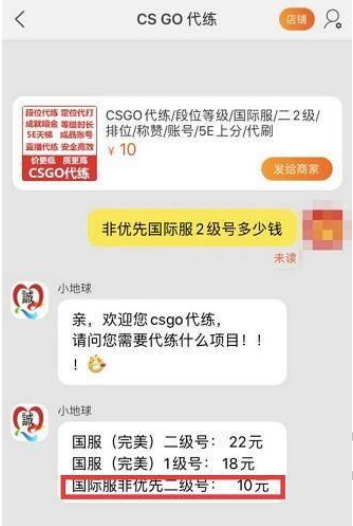 CS GO 代练
店铺
段位代练 定位代打
成就掉金 等级时长
5E天梯 成品账号
直播代练 安全高效
价更低 质更高
CSGO代练
CSGO代练/段位等级/国际服/二2级/
排位/称赞/账号/5E上分/代刷
¥10
发给商家
非优先国际服2级号多少钱
未读
小地球
誠
亲，欢迎您csgo代练，
请问您需要代练什么项目！！
！
小地球
誠
国服（完美）二级号： 22元
国服（完美）1级号： 18元
国际服非优先二级号： 10元